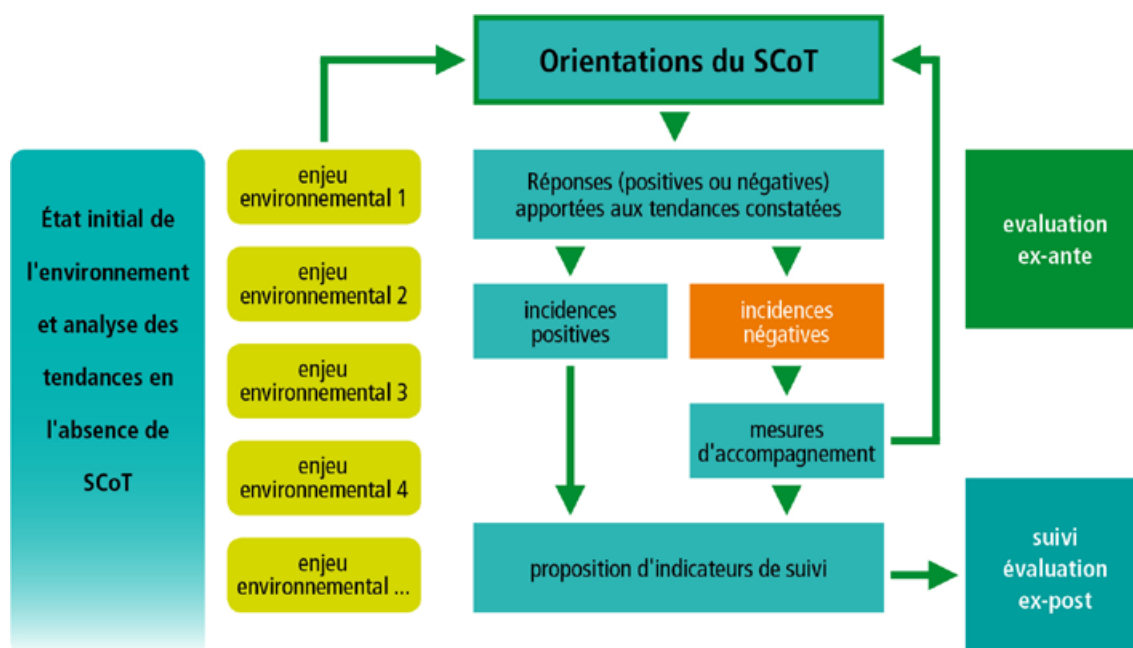 Orientations du SCoT
État initial de
l'environnement
et analyse des
tendances en
l'absence de
SCoT
enjeu
environnemental 1
enjeu
environnemental 2
enjeu
environnemental 3
enjeu
environnemental 4
enjeu
environnemental ...
Réponses (positives ou négatives)
apportées aux tendances constatées
incidences
positives
incidences
négatives
mesures
d'accompagnement
proposition d'indicateurs de suivi
evaluation
ex-ante
suivi
évaluation
ex-post